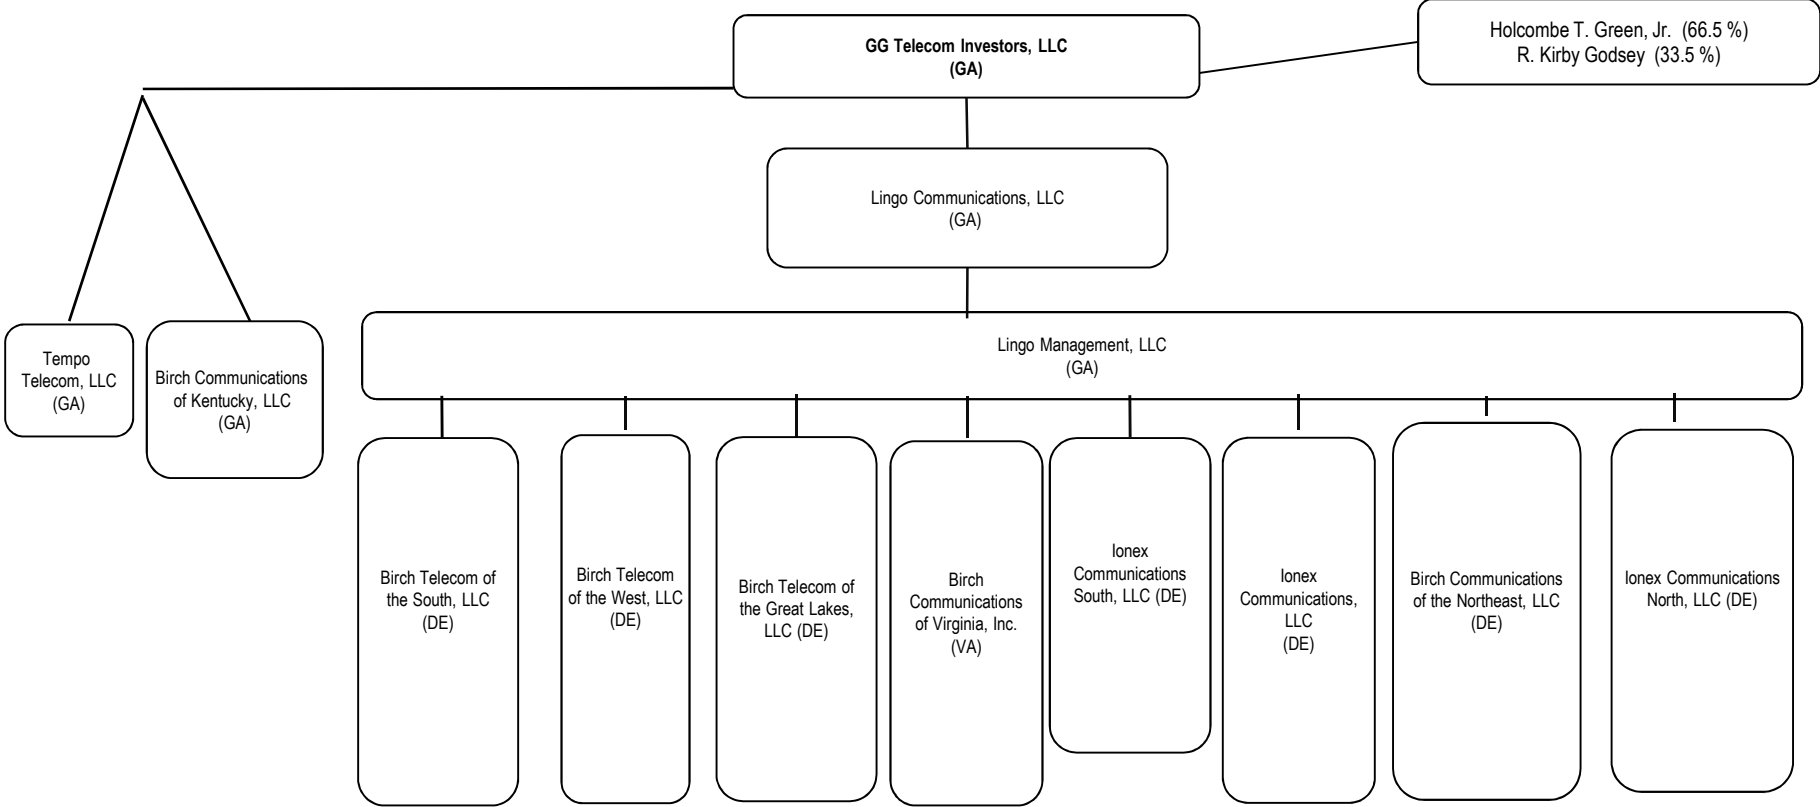 GG Telecom Investors, LLC
(GA)
Holcombe T. Green, Jr. (66.5 %)
R. Kirby Godsey (33.5 %)
Lingo Communications, LLC
(GA)
Lingo Management, LLC
(GA)
Tempo
Telecom, LLC
(GA)
Birch Communications
of Kentucky, LLC
(GA)
Birch Telecom of
the South, LLC
(DE)
Birch Telecom
of the West, LLC
(DE)
Birch Telecom of
the Great Lakes,
LLC (DE)
Birch
Communications
of Virginia, Inc.
(VA)
Ionex
Communications
South, LLC (DE)
Ionex
Communications,
LLC
(DE)
Birch Communications
of the Northeast, LLC
(DE)
Ionex Communications
North, LLC (DE)